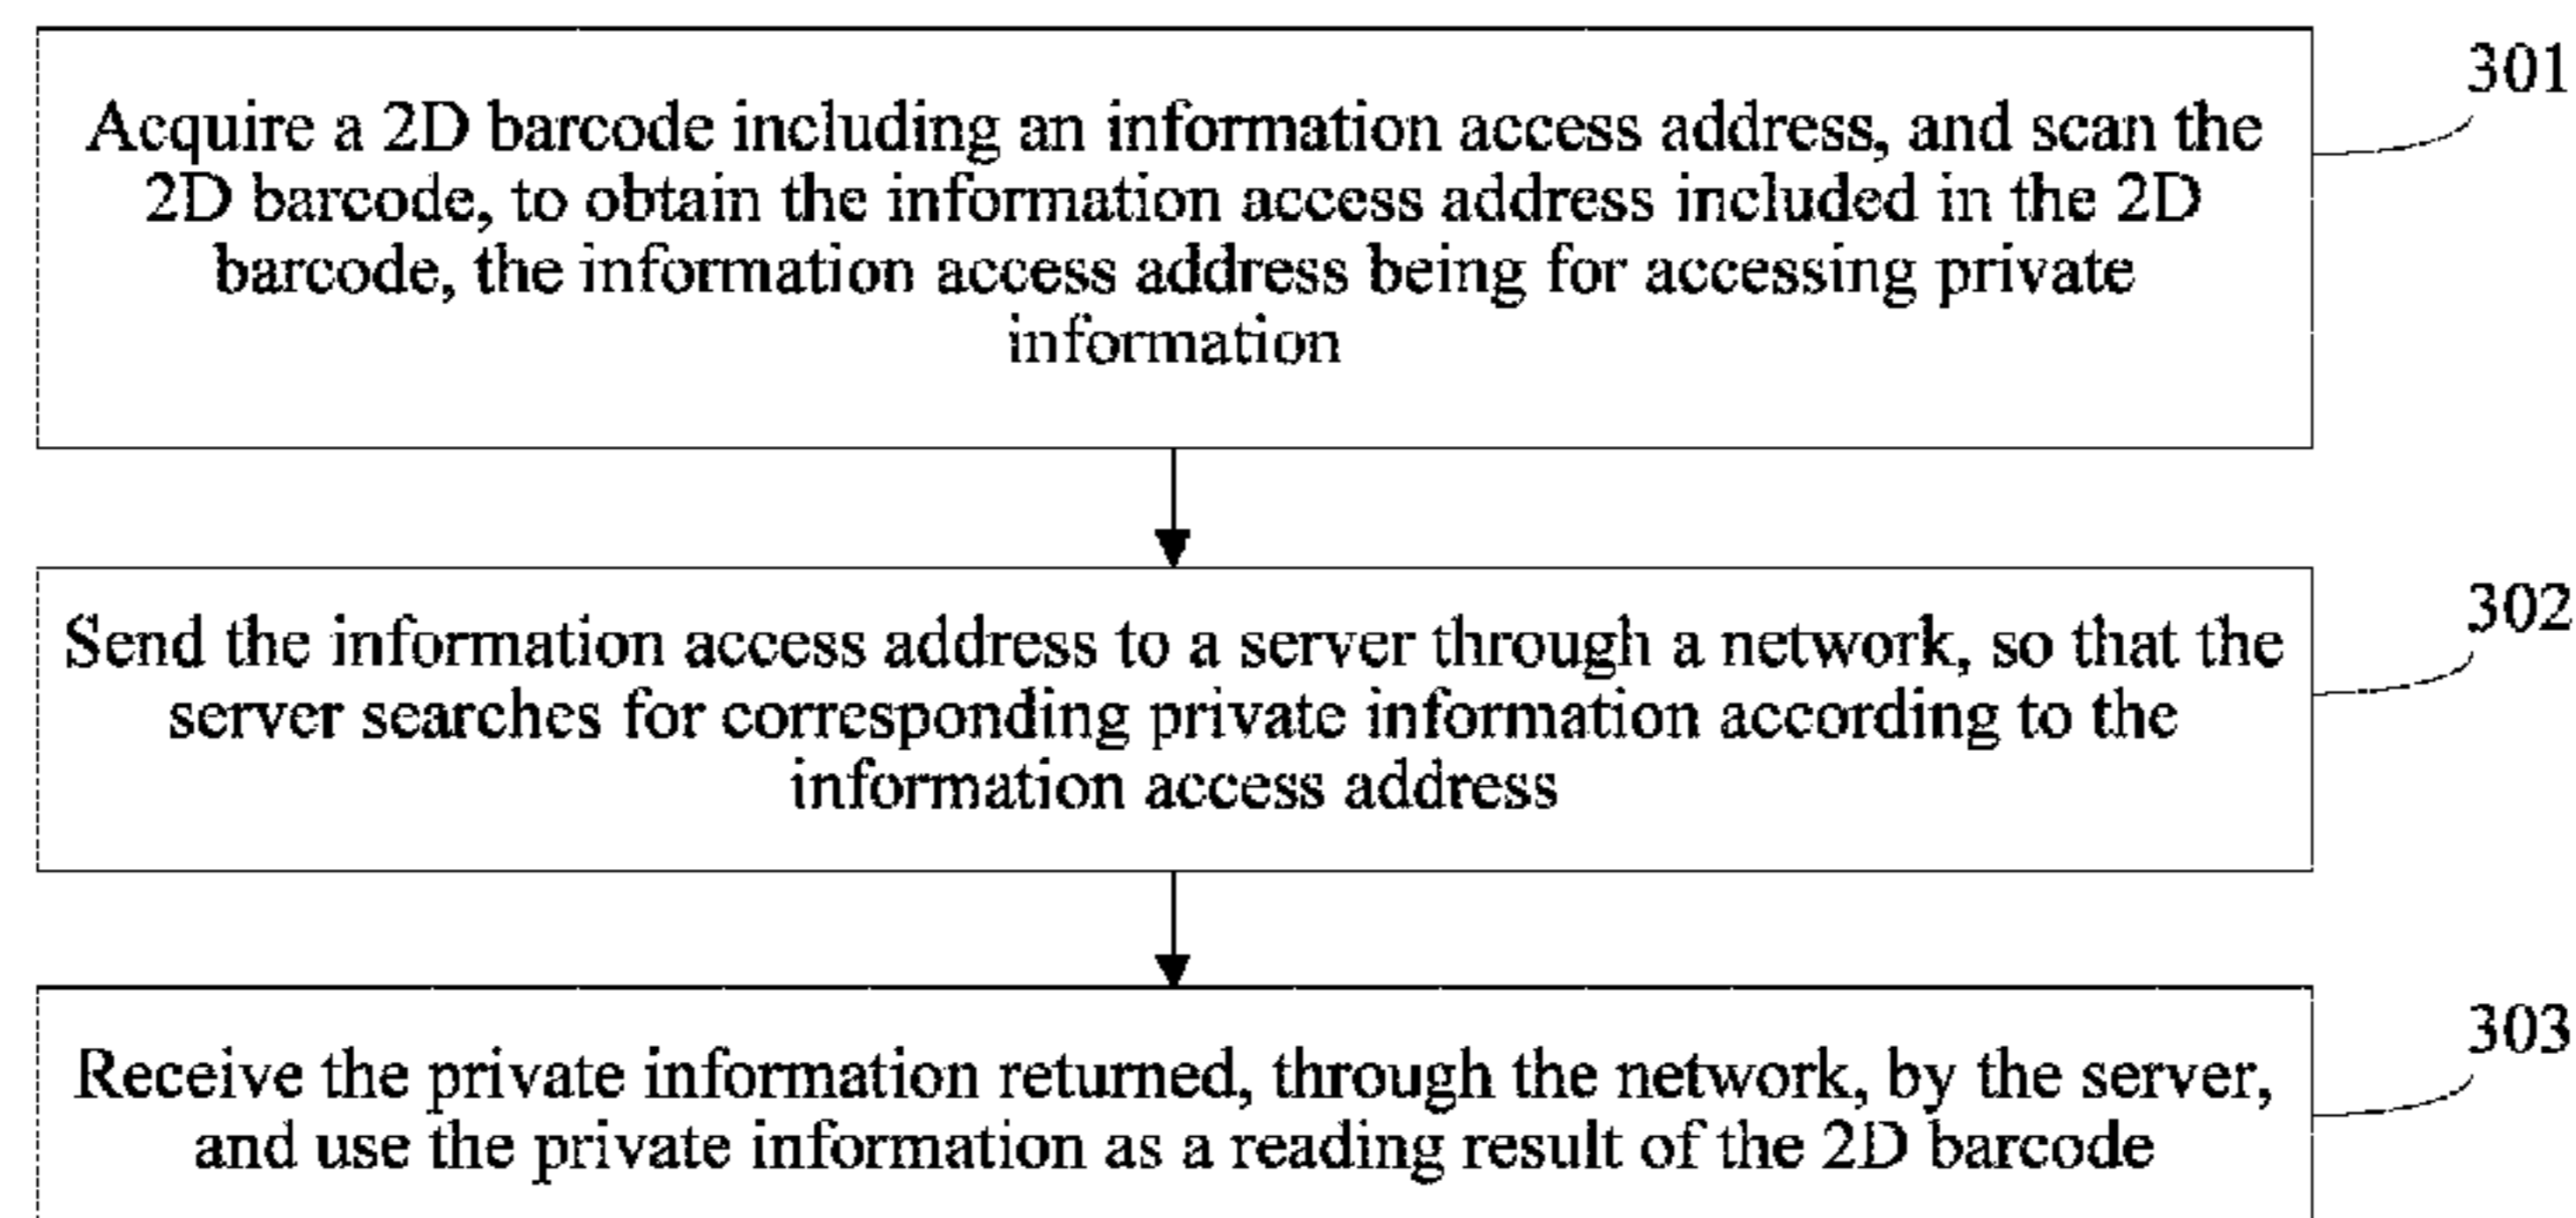 301
Acquire a 2D barcode including an information access address, and scan the
2D barcode, to obtain the information access address included in the 2D
barcode, the information access address being for accessing private
information
302
Send the information access address to a server through a network, so that the
server searches for corresponding private information according to the
information access address
303
Receive the private information returned, through the network, by the server,
and use the private information as a reading result of the 2D barcode